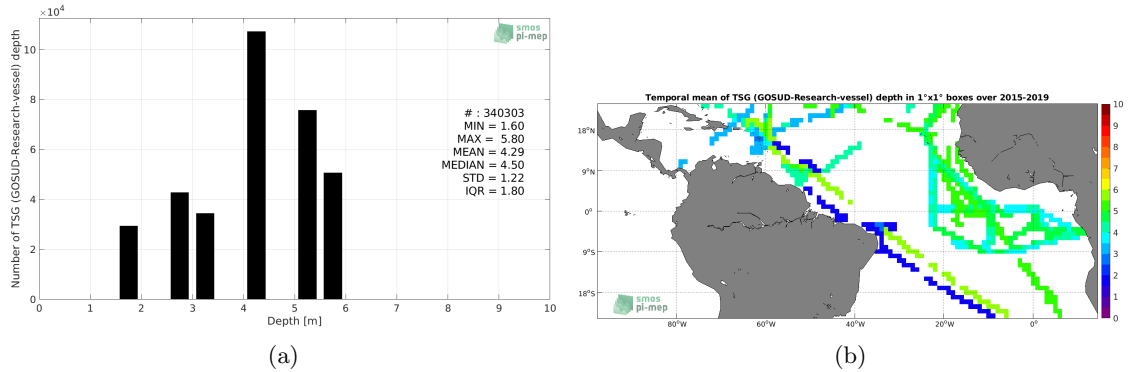 ×10⁴
smos
pi-mep
Number of TSG (GOSUD-Research-vessel) depth
10
8
6
4
2
0
# : 340303
MIN = 1.60
MAX = 5.80
MEAN = 4.29
MEDIAN = 4.50
STD = 1.22
IQR = 1.80
0 1 2 3 4 5 6 7 8 9 10
Depth [m]
(a)
Temporal mean of TSG (GOSUD-Research-vessel) depth in 1°x1° boxes over 2015-2019
18°N
9°N
0°
9°S
18°S
80°W 60°W 40°W 20°W 0°
smos
pi-mep
10
9
8
7
6
5
4
3
2
1
0
(b)